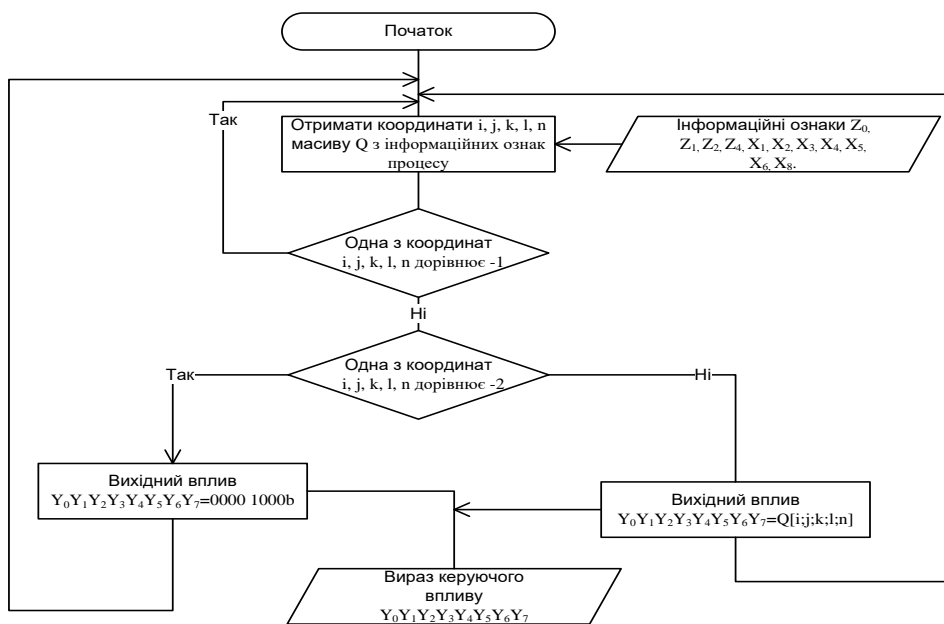 Початок
Так
Отримати координати i, j, k, l, n
масиву Q з інформаційних ознак
процесу
Інформаційні ознаки Z₀,
Z₁, Z₂, Z₄, X₁, X₂, X₃, X₄, X₅,
X₆, X₈.
Одна з координат
i, j, k, l, n дорівнює -1
Ні
Одна з координат
i, j, k, l, n дорівнює -2
Так
Ні
Вихідний вплив
Y₀Y₁Y₂Y₃Y₄Y₅Y₆Y₇=0000 1000b
Вихідний вплив
Y₀Y₁Y₂Y₃Y₄Y₅Y₆Y₇=Q[i;j;k;l;n]
Вираз керуючого
впливу
Y₀Y₁Y₂Y₃Y₄Y₅Y₆Y₇